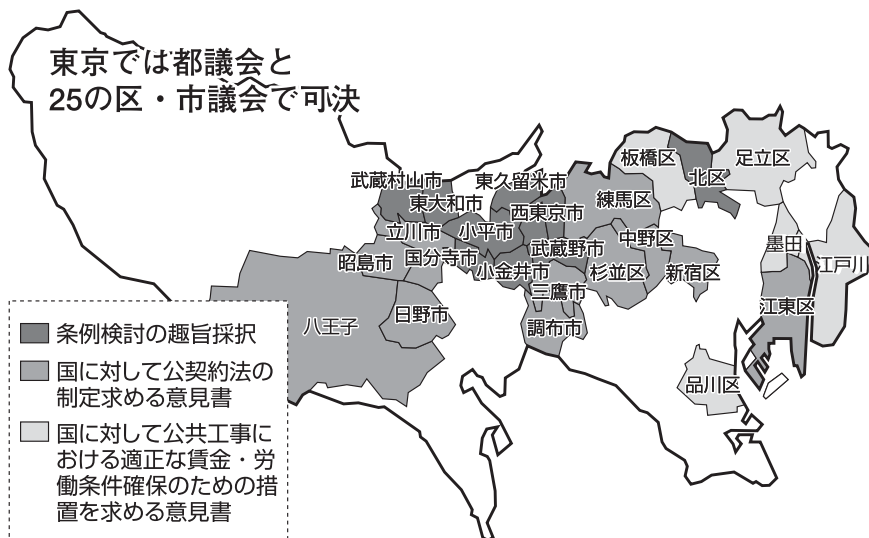 東京では都議会と
25の区・市議会で可決
板橋区
足立区
北区
武蔵村山市
東久留米市
東大和市
西東京市
練馬区
立川市
小平市
中野区
武蔵野市
墨田
昭島市
国分寺市
小金井市
杉並区
新宿区
江戸川
三鷹市
江東区
八王子
日野市
調布市
品川区
条例検討の趣旨採択
国に対して公契約法の
制定求める意見書
国に対して公共工事に
おける適正な賃金・労
働条件確保のための措
置を求める意見書